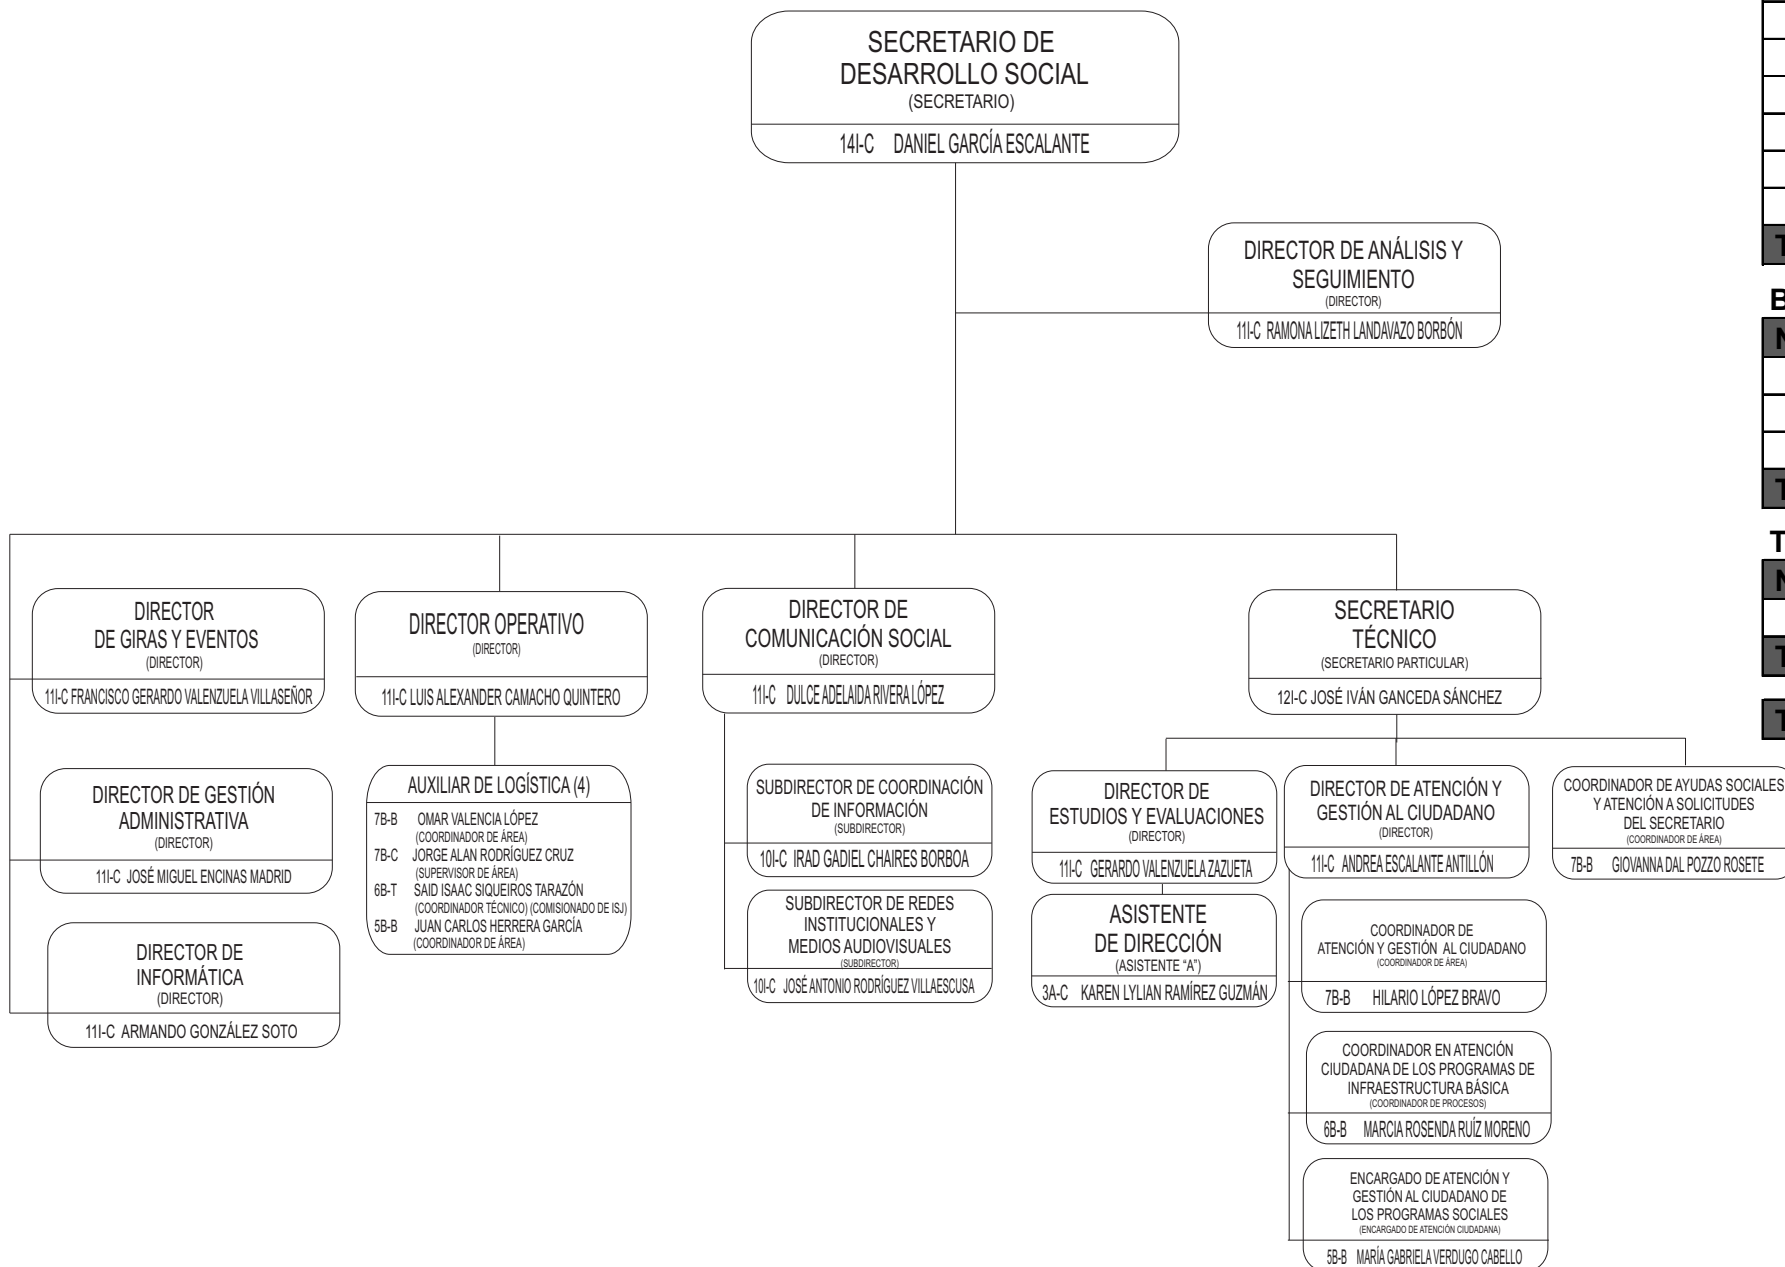 SECRETARIO DE
DESARROLLO SOCIAL
(SECRETARIO)
14I-C DANIEL GARCÍA ESCALANTE
DIRECTOR DE ANÁLISIS Y
SEGUIMIENTO
(DIRECTOR)
11I-C RAMONA LIZETH LANDAVAZO BORBÓN
DIRECTOR
DE GIRAS Y EVENTOS
(DIRECTOR)
11I-C FRANCISCO GERARDO VALENZUELA VILLASEÑOR
DIRECTOR DE GESTIÓN
ADMINISTRATIVA
(DIRECTOR)
11I-C JOSÉ MIGUEL ENCINAS MADRID
DIRECTOR DE
INFORMÁTICA
(DIRECTOR)
11I-C ARMANDO GONZÁLEZ SOTO
DIRECTOR OPERATIVO
(DIRECTOR)
11I-C LUIS ALEXANDER CAMACHO QUINTERO
AUXILIAR DE LOGÍSTICA (4)
7B-B OMAR VALENCIA LÓPEZ
(COORDINADOR DE ÁREA)
7B-C JORGE ALAN RODRÍGUEZ CRUZ
(SUPERVISOR DE ÁREA)
6B-T SAID ISAAC SIQUEIROS TARAZÓN
(COORDINADOR TÉCNICO) (COMISIONADO DE ISJ)
5B-B JUAN CARLOS HERRERA GARCÍA
(COORDINADOR DE ÁREA)
DIRECTOR DE
COMUNICACIÓN SOCIAL
(DIRECTOR)
11I-C DULCE ADELAIDA RIVERA LÓPEZ
SUBDIRECTOR DE COORDINACIÓN
DE INFORMACIÓN
(SUBDIRECTOR)
10I-C IRAD GADIEL CHAIRES BORBOA
SUBDIRECTOR DE REDES
INSTITUCIONALES Y
MEDIOS AUDIOVISUALES
(SUBDIRECTOR)
10I-C JOSÉ ANTONIO RODRÍGUEZ VILLAESCUSA
SECRETARIO
TÉCNICO
(SECRETARIO PARTICULAR)
12I-C JOSÉ IVÁN GANCEDA SÁNCHEZ
DIRECTOR DE
ESTUDIOS Y EVALUACIONES
(DIRECTOR)
11I-C GERARDO VALENZUELA ZAZUETA
ASISTENTE
DE DIRECCIÓN
(ASISTENTE “A”)
3A-C KAREN LYLIAN RAMÍREZ GUZMÁN
DIRECTOR DE ATENCIÓN Y
GESTIÓN AL CIUDADANO
(DIRECTOR)
11I-C ANDREA ESCALANTE ANTILLÓN
COORDINADOR DE
ATENCIÓN Y GESTIÓN AL CIUDADANO
(COORDINADOR DE ÁREA)
7B-B HILARIO LÓPEZ BRAVO
COORDINADOR EN ATENCIÓN
CIUDADANA DE LOS PROGRAMAS DE
INFRAESTRUCTURA BÁSICA
(COORDINADOR DE PROCESOS)
6B-B MARCIA ROSENDA RUÍZ MORENO
ENCARGADO DE ATENCIÓN Y
GESTIÓN AL CIUDADANO DE
LOS PROGRAMAS SOCIALES
(ENCARGADO DE ATENCIÓN CIUDADANA)
5B-B MARÍA GABRIELA VERDUGO CABELLO
COORDINADOR DE AYUDAS SOCIALES
Y ATENCIÓN A SOLICITUDES
DEL SECRETARIO
(COORDINADOR DE ÁREA)
7B-B GIOVANNA DAL POZZO ROSETE